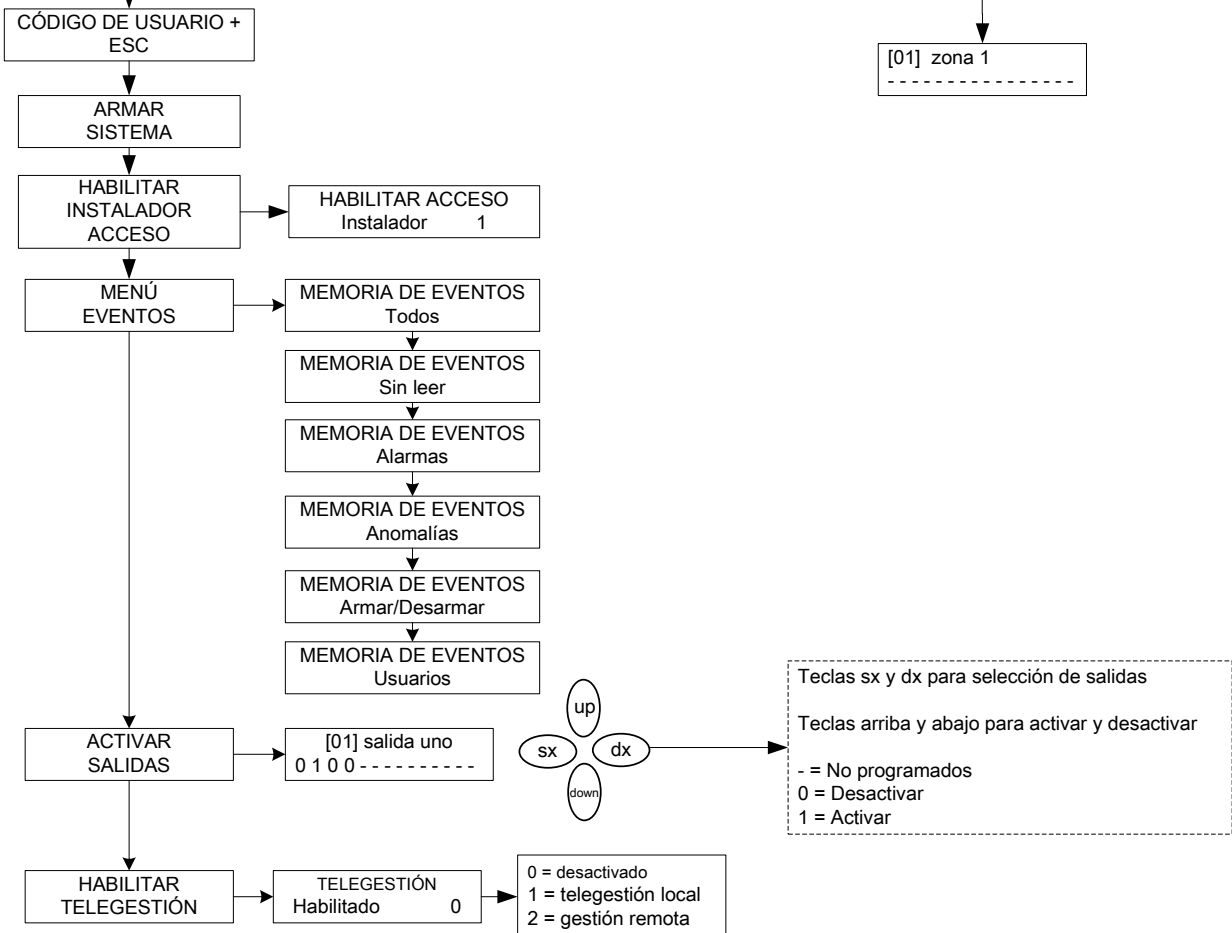 CÓDIGO DE USUARIO +
ESC
[01] zona 1
- - - - - - - - - - - - - - - -
ARMAR
SISTEMA
HABILITAR
INSTALADOR
ACCESO
HABILITAR ACCESO
Instalador 1
MENÚ
EVENTOS
MEMORIA DE EVENTOS
Todos
MEMORIA DE EVENTOS
Sin leer
MEMORIA DE EVENTOS
Alarmas
MEMORIA DE EVENTOS
Anomalías
MEMORIA DE EVENTOS
Armar/Desarmar
MEMORIA DE EVENTOS
Usuarios
ACTIVAR
SALIDAS
[01] salida uno
0 1 0 0 - - - - - - - - - -
up
sx
dx
down
Teclas sx y dx para selección de salidas
Teclas arriba y abajo para activar y desactivar
- = No programados
0 = Desactivar
1 = Activar
HABILITAR
TELEGESTIÓN
TELEGESTIÓN
Habilitado 0
0 = desactivado
1 = telegestión local
2 = gestión remota